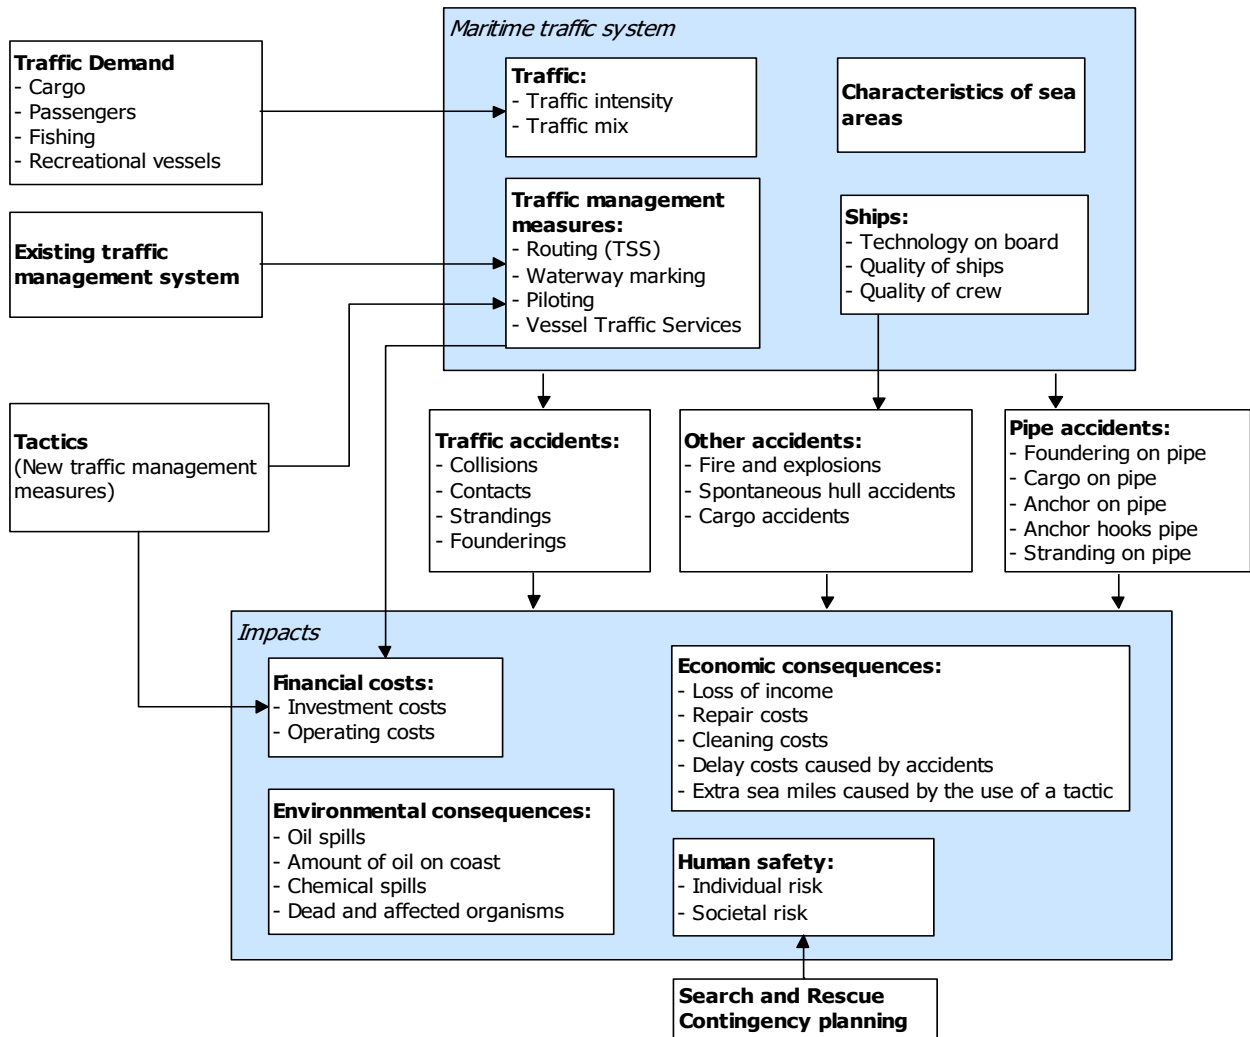 Maritime traffic system
Traffic Demand
- Cargo
- Passengers
- Fishing
- Recreational vessels
Traffic:
- Traffic intensity
- Traffic mix
Characteristics of sea
areas
Existing traffic
management system
Traffic management
measures:
- Routing (TSS)
- Waterway marking
- Piloting
- Vessel Traffic Services
Ships:
- Technology on board
- Quality of ships
- Quality of crew
Tactics
(New traffic management
measures)
Traffic accidents:
- Collisions
- Contacts
- Strandings
- Founderings
Other accidents:
- Fire and explosions
- Spontaneous hull accidents
- Cargo accidents
Pipe accidents:
- Foundering on pipe
- Cargo on pipe
- Anchor on pipe
- Anchor hooks pipe
- Stranding on pipe
Impacts
Financial costs:
- Investment costs
- Operating costs
Economic consequences:
- Loss of income
- Repair costs
- Cleaning costs
- Delay costs caused by accidents
- Extra sea miles caused by the use of a tactic
Environmental consequences:
- Oil spills
- Amount of oil on coast
- Chemical spills
- Dead and affected organisms
Human safety:
- Individual risk
- Societal risk
Search and Rescue
Contingency planning